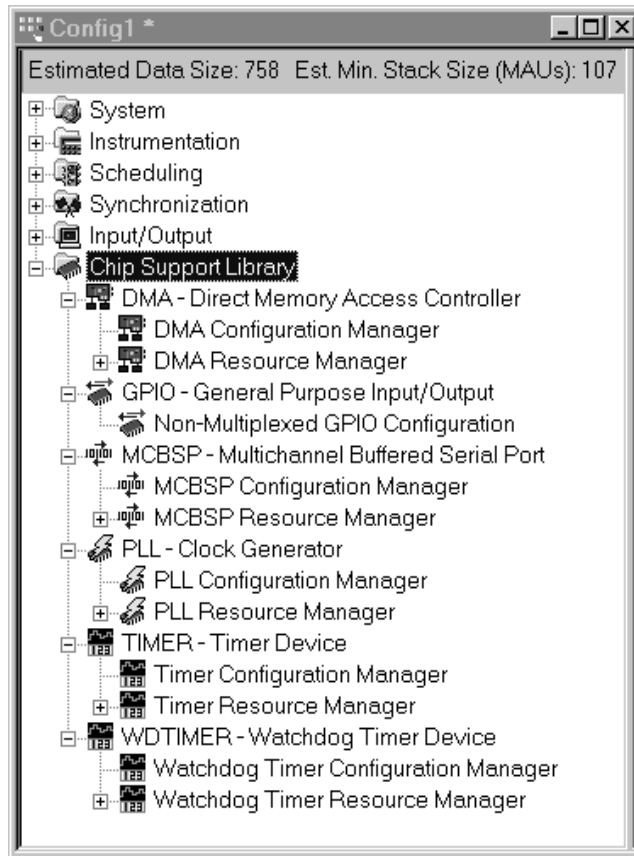 Config1 *
Estimated Data Size: 758 Est. Min. Stack Size (MAUs): 107
System
Instrumentation
Scheduling
Synchronization
Input/Output
Chip Support Library
DMA - Direct Memory Access Controller
DMA Configuration Manager
DMA Resource Manager
GPIO - General Purpose Input/Output
Non-Multiplexed GPIO Configuration
MCBSP - Multichannel Buffered Serial Port
MCBSP Configuration Manager
MCBSP Resource Manager
PLL - Clock Generator
PLL Configuration Manager
PLL Resource Manager
TIMER - Timer Device
Timer Configuration Manager
Timer Resource Manager
WDTIMER - Watchdog Timer Device
Watchdog Timer Configuration Manager
Watchdog Timer Resource Manager